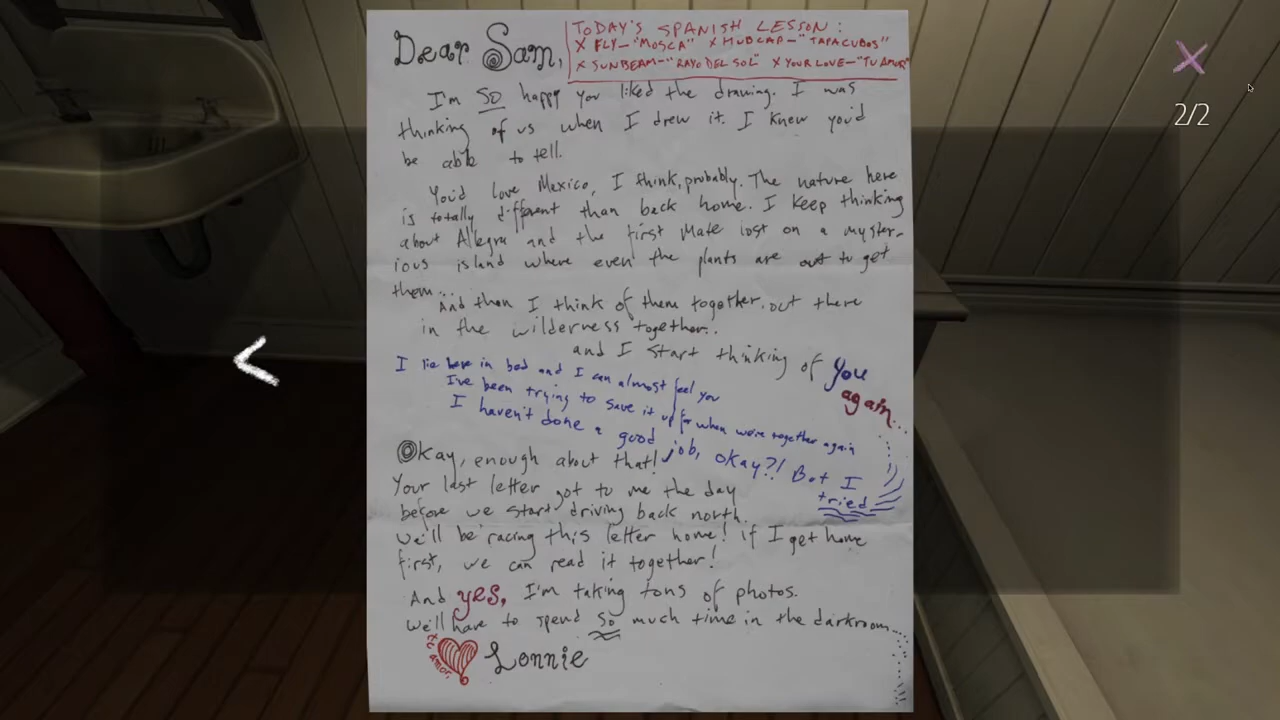 Dear Sam,
TODAY'S SPANISH LESSON:
X FLY-"MOSCA" X HUBCAP-"TAPACUBOS"
X SUNBEAM-"RAYO DEL SOL" X YOUR LOVE-"TU AMOR"
I'm SO happy you liked the drawing. I was
thinking of us when I drew it. I knew you'd
be able to tell.
You'd love Mexico, I think, probably. The nature here
is totally different than back home. I keep thinking
about Allegra and the First Mate lost on a myster-
ious island where even the plants are out to get
them...
And then I think of them together, out there
in the wilderness together..
and I start thinking of you
again...
I lie here in bed and I can almost feel you
I've been trying to save it up for when we're together again
I haven't done a good job, okay?! But I
tried
Okay, enough about that!
Your last letter got to me the day
before we start driving back north.
We'll be racing this letter home! if I get home
first, we can read it together!
And yes, I'm taking tons of photos.
We'll have to spend so much time in the darkroom...
Lonnie
2/2